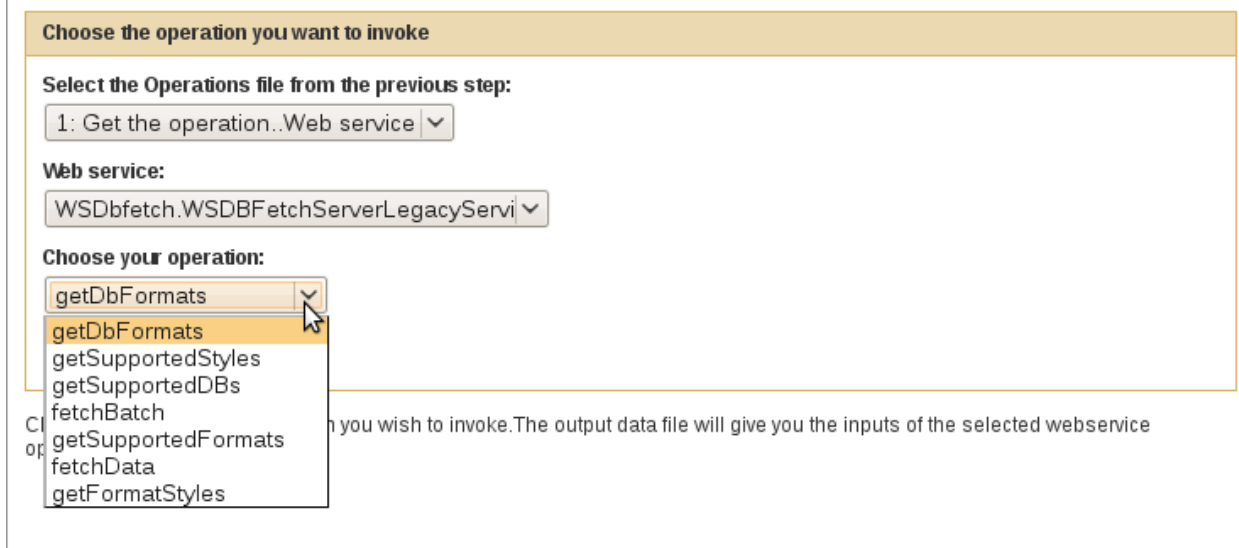 Choose the operation you want to invoke
Select the Operations file from the previous step:
1: Get the operation..Web service
Web service:
WSDbfetch.WSDBFetchServerLegacyServi
Choose your operation:
getDbFormats
getDbFormats
getSupportedStyles
getSupportedDBs
fetchBatch
getSupportedFormats
fetchData
getFormatStyles
you wish to invoke.The output data file will give you the inputs of the selected webservice